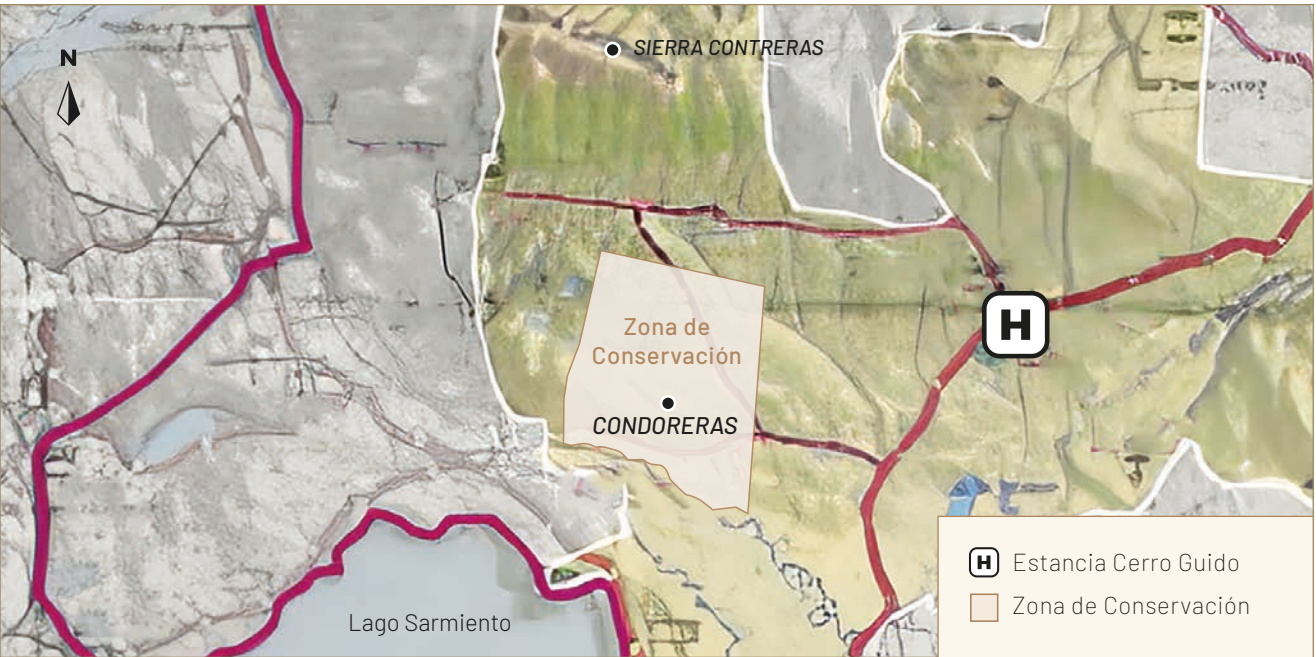 N
SIERRA CONTRERAS
H
Zona de
Conservación
CONDORERAS
Lago Sarmiento
H Estancia Cerro Guido
Zona de Conservación